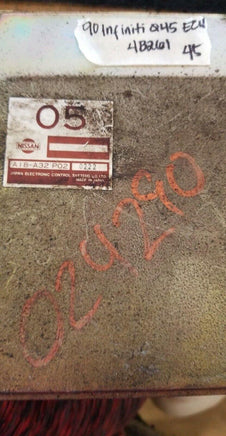 90 Infiniti Q45 ECU
4B261
45
05
NISSAN
A18-A32 P02
JAPAN ELECTRONIC CONTROL SYSTEMS CO.,LTD.
MADE IN JAPAN
024290